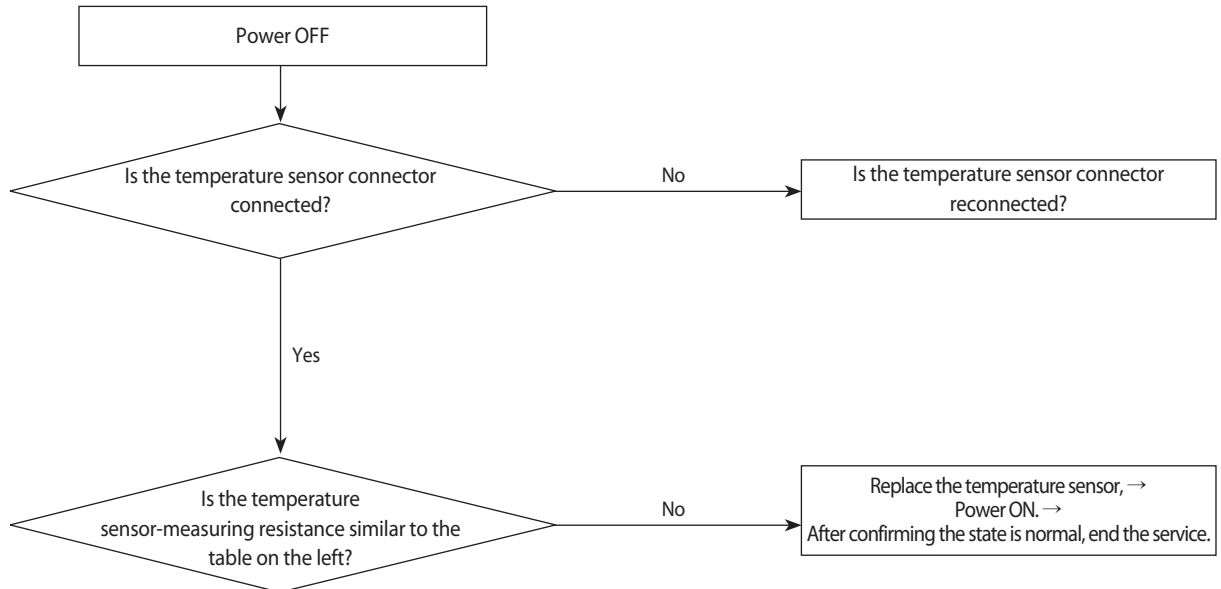 Power OFF
Is the temperature sensor connector
connected?
No
Is the temperature sensor connector
reconnected?
Yes
Is the temperature
sensor-measuring resistance similar to the
table on the left?
No
Replace the temperature sensor, →
Power ON. →
After confirming the state is normal, end the service.